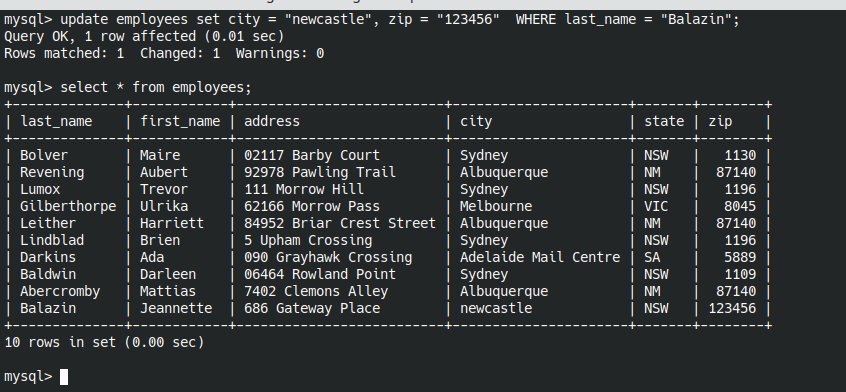 mysql> update employees set city = "newcastle", zip = "123456"  WHERE last_name = "Balazin";
Query OK, 1 row affected (0.01 sec)
Rows matched: 1  Changed: 1  Warnings: 0
mysql> select * from employees;
+-------------+------------+--------------------------+----------------------+-------+--------+
| last_name    | first_name | address                  | city                 | state | zip    |
+-------------+------------+--------------------------+----------------------+-------+--------+
| Bolver       | Maire      | 02117 Barby Court        | Sydney               | NSW   |   1130 |
| Revening     | Aubert     | 92978 Pawling Trail      | Albuquerque          | NM    |  87140 |
| Lumox        | Trevor     | 111 Morrow Hill          | Sydney               | NSW   |   1196 |
| Gilberthorpe | Ulrika     | 62166 Morrow Pass        | Melbourne            | VIC   |   8045 |
| Leither      | Harriett   | 84952 Briar Crest Street | Albuquerque          | NM    |  87140 |
| Lindblad     | Brien      | 5 Upham Crossing         | Sydney               | NSW   |   1196 |
| Darkins      | Ada        | 090 Grayhawk Crossing    | Adelaide Mail Centre | SA    |   5889 |
| Baldwin      | Darleen    | 06464 Rowland Point      | Sydney               | NSW   |   1109 |
| Abercromby   | Mattias    | 7402 Clemons Alley       | Albuquerque          | NM    |  87140 |
| Balazin      | Jeannette  | 686 Gateway Place        | newcastle            | NSW   | 123456 |
+-------------+------------+--------------------------+----------------------+-------+--------+
10 rows in set (0.00 sec)
mysql>